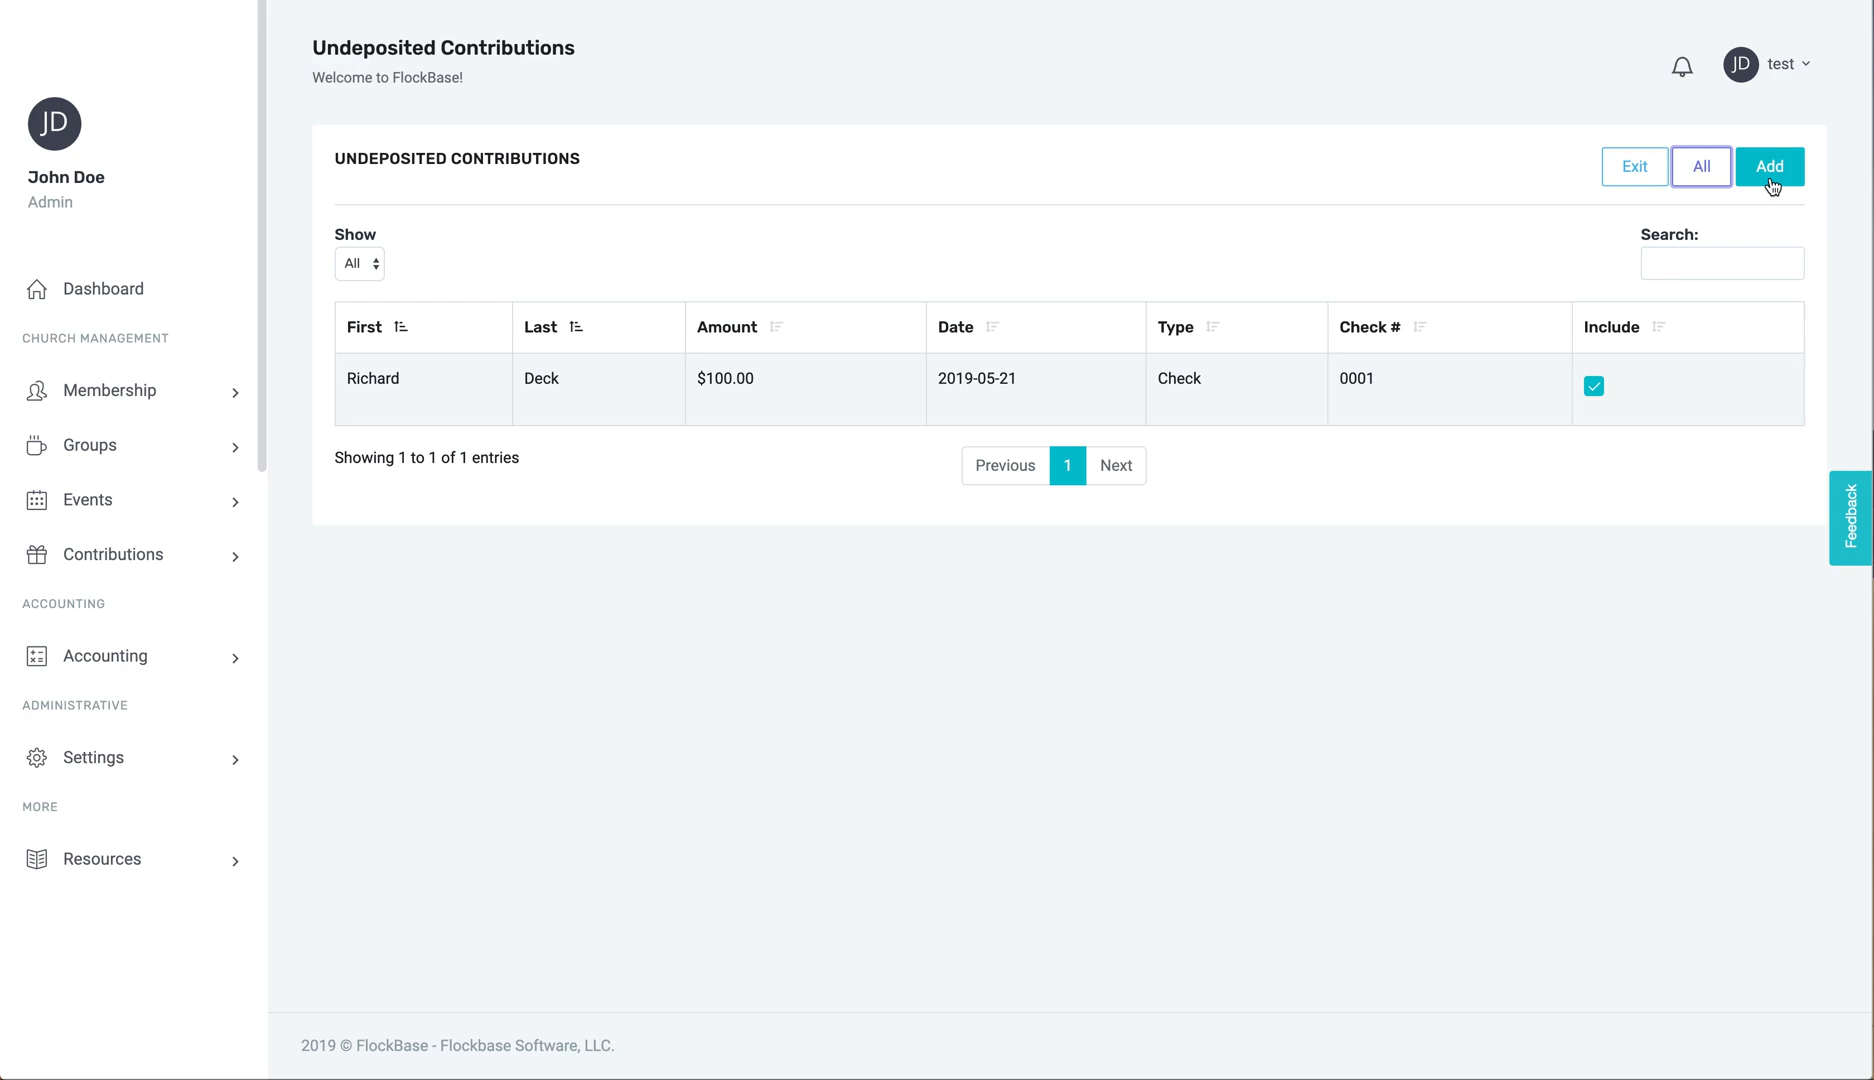 Undeposited Contributions
Welcome to FlockBase!
JD
test
JD
John Doe
Admin
Dashboard
CHURCH MANAGEMENT
Membership
Groups
Events
Contributions
ACCOUNTING
Accounting
ADMINISTRATIVE
Settings
MORE
Resources
UNDEPOSITED CONTRIBUTIONS
Exit All Add
Show
All
Search:
First Last Amount Date Type Check # Include
Richard Deck $100.00 2019-05-21 Check 0001
Showing 1 to 1 of 1 entries
Previous 1 Next
Feedback
2019 © FlockBase - Flockbase Software, LLC.